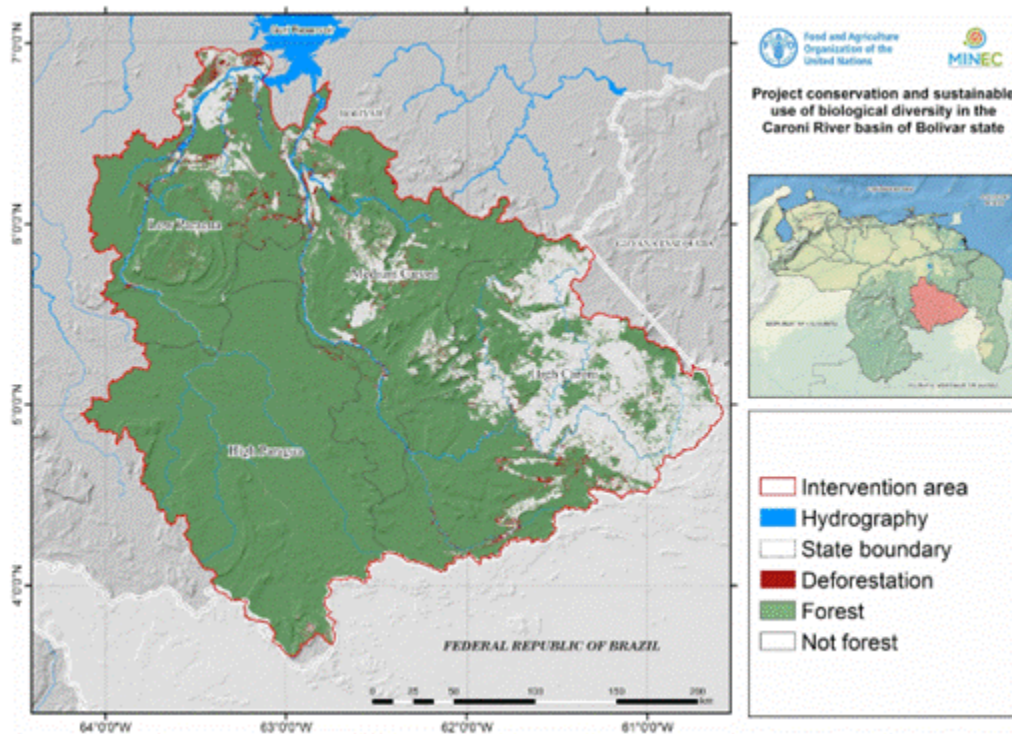 Food and Agriculture
Organization of the
United Nations
MINEC
Project conservation and sustainable
use of biological diversity in the
Caroni River basin of Bolivar state
7°0'0"N
6°0'0"N
5°0'0"N
4°0'0"N
Low Paragua
Medium Caroni
High Caroni
High Paragua
FEDERAL REPUBLIC OF BRAZIL
0 25 50 100 150 200
km
64°0'0"W 63°0'0"W 62°0'0"W 61°0'0"W
Intervention area
Hydrography
State boundary
Deforestation
Forest
Not forest